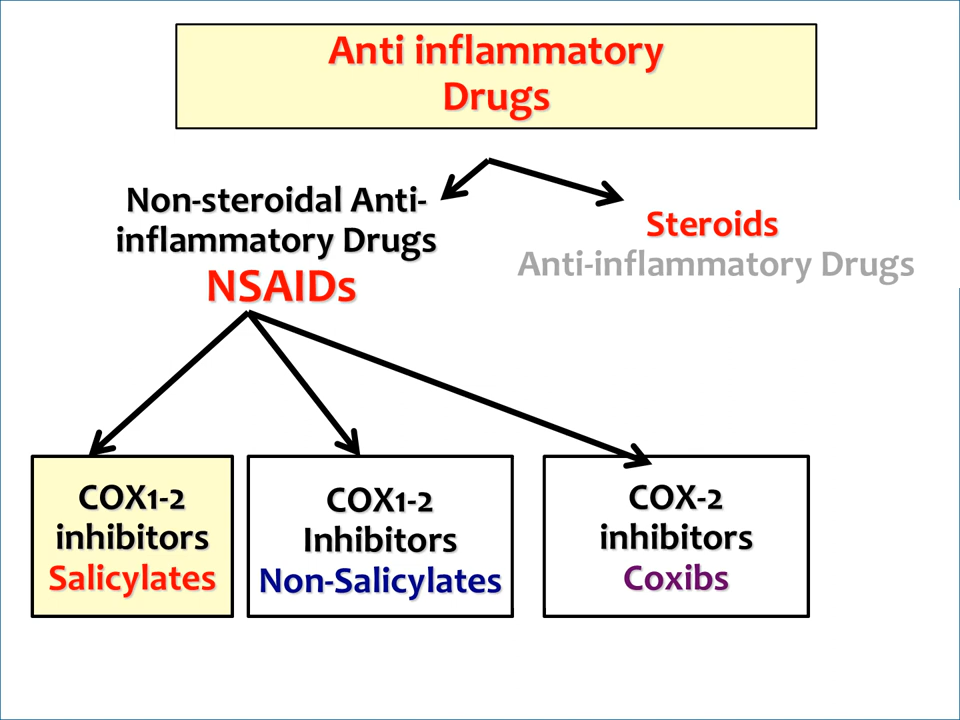 Anti inflammatory
Drugs
Non-steroidal Anti-
inflammatory Drugs
NSAIDs
Steroids
Anti-inflammatory Drugs
COX1-2
inhibitors
Salicylates
COX1-2
Inhibitors
Non-Salicylates
COX-2
inhibitors
Coxibs